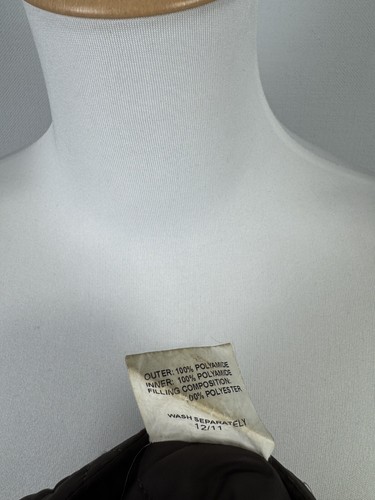 OUTER: 100% POLYAMIDE
INNER: 100% POLYAMIDE
FILLING COMPOSITION:
00% POLYESTER
WASH SEPARATELY
12/11